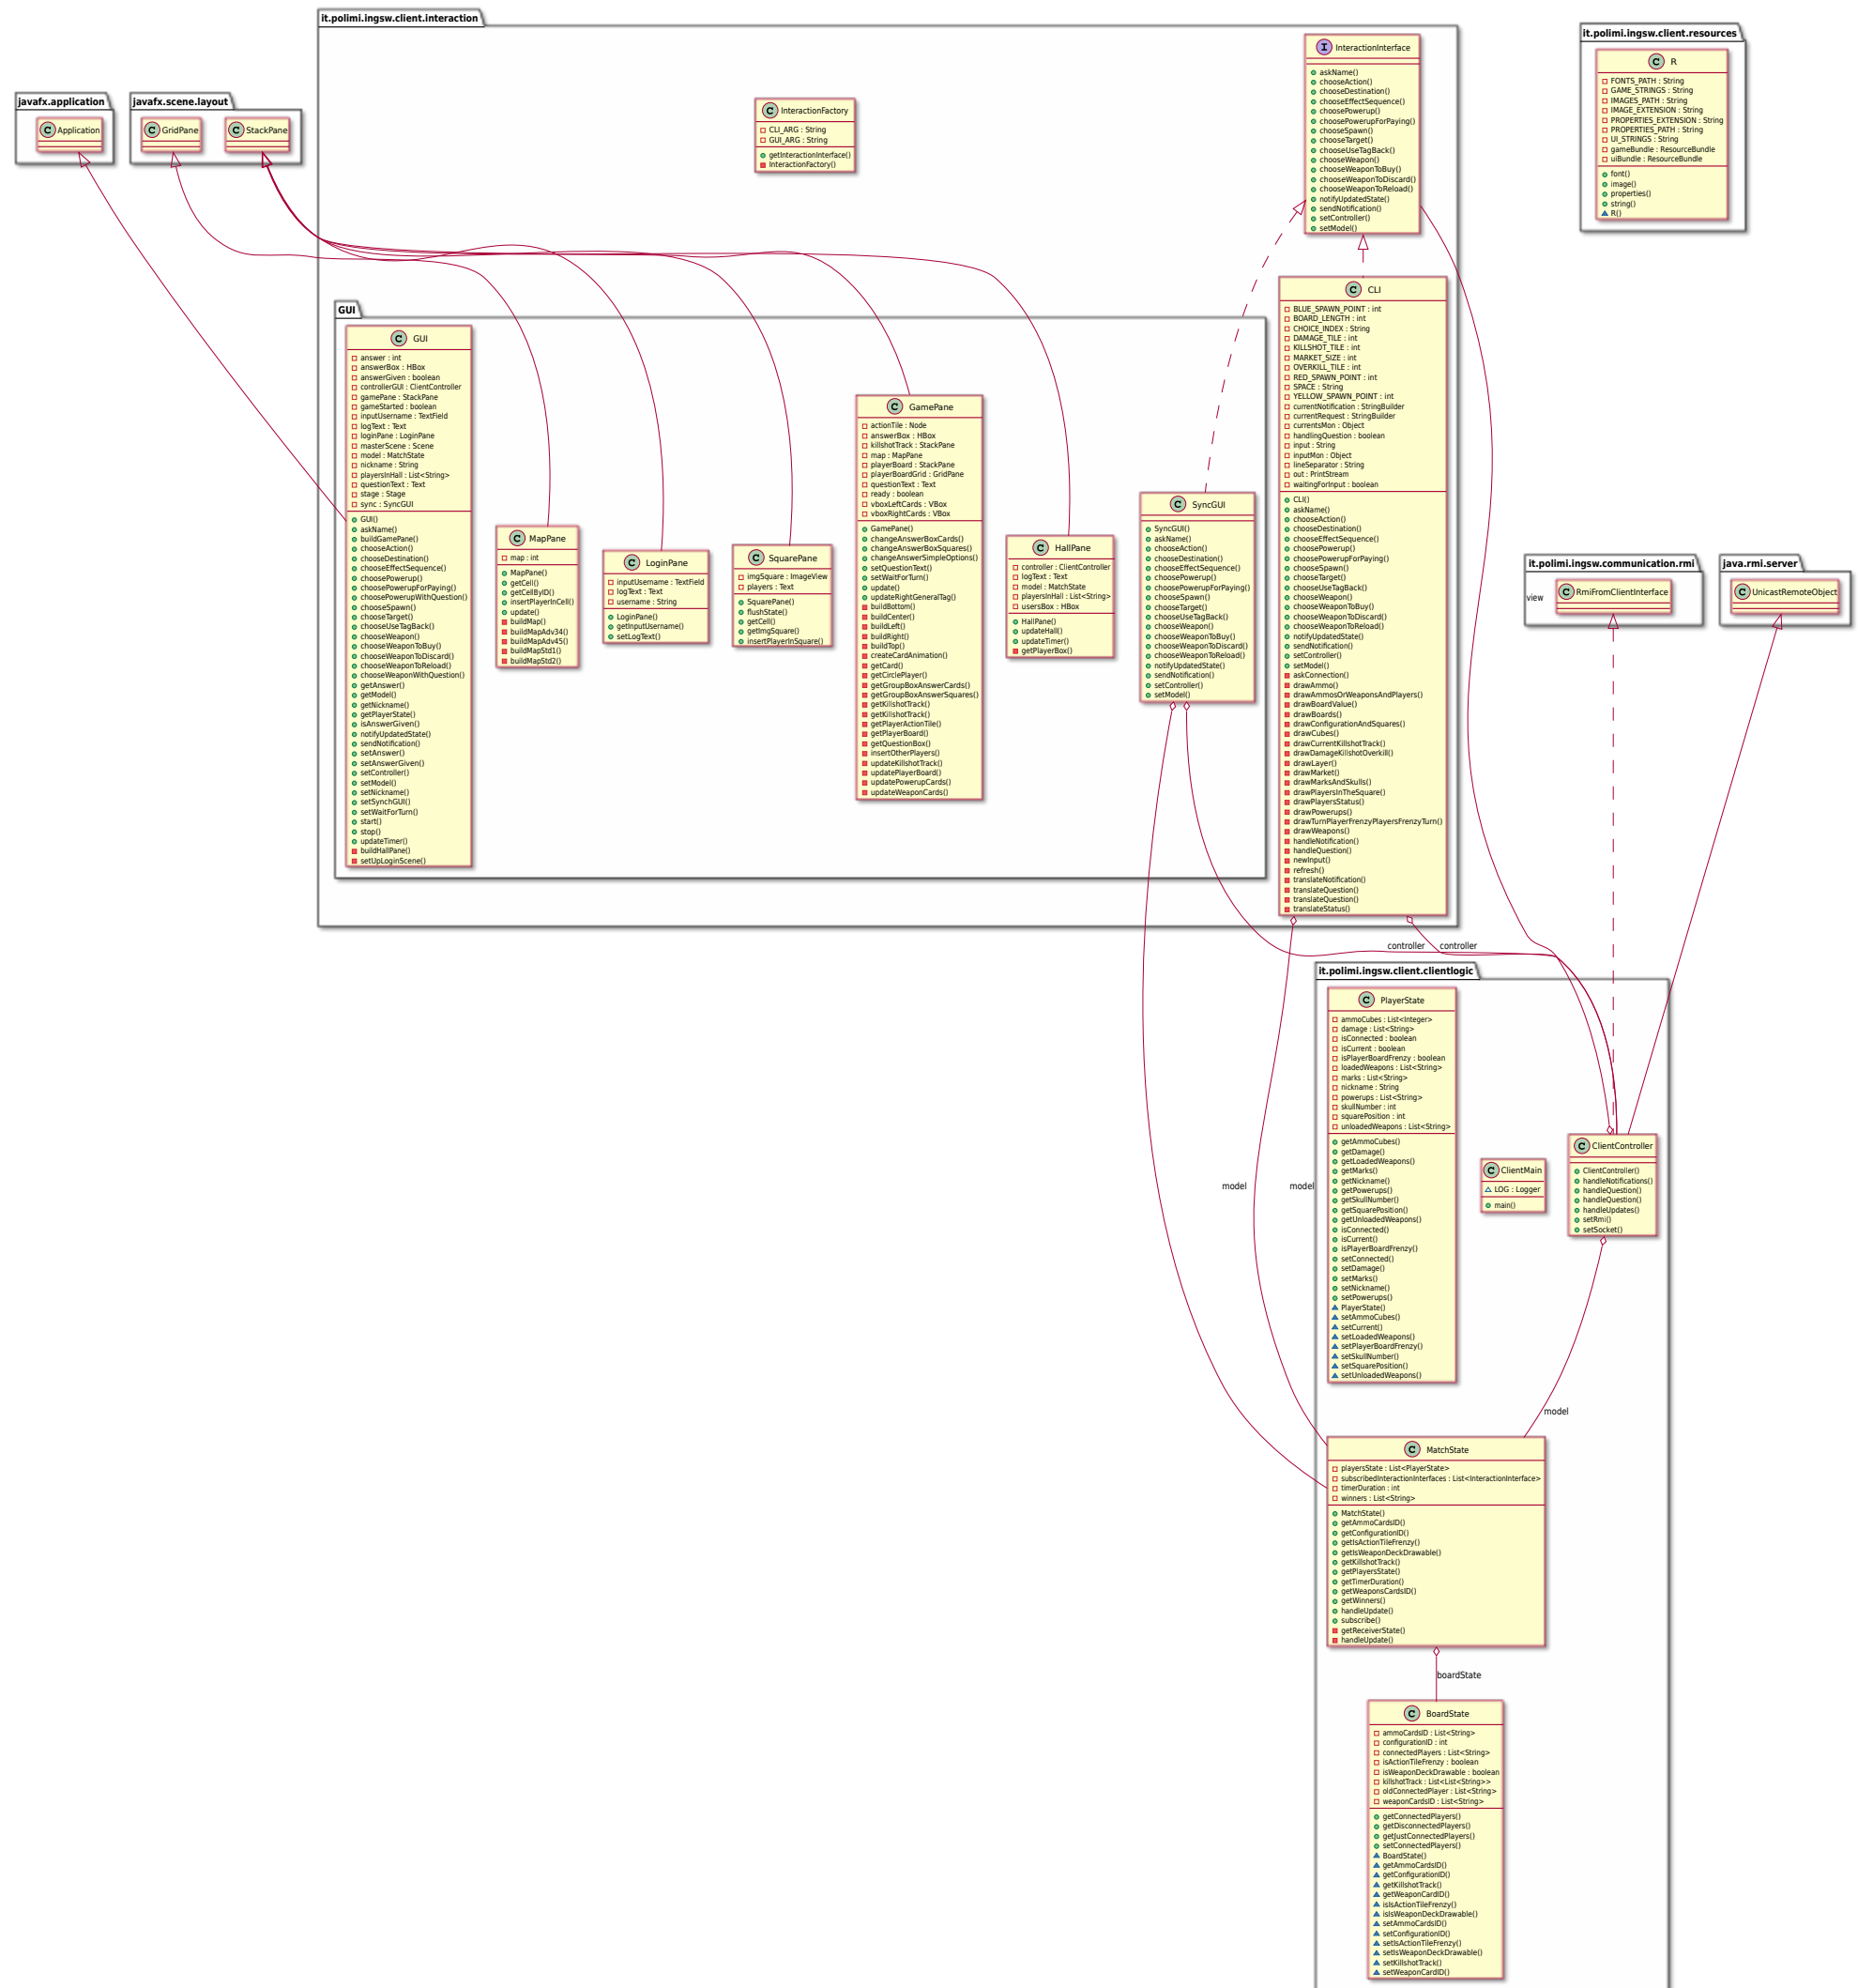 it.polimi.ingsw.client.interaction
it.polimi.ingsw.client.resources
javafx.application
Application
javafx.scene.layout
GridPane
StackPane
InteractionFactory
CLI_ARG : String
GUI_ARG : String
getInteractionInterface()
InteractionFactory()
InteractionInterface
askName()
chooseAction()
chooseDestination()
chooseEffectSequence()
choosePowerup()
choosePowerupForPaying()
chooseSpawn()
chooseTarget()
chooseUseTagBack()
chooseWeapon()
chooseWeaponToBuy()
chooseWeaponToDiscard()
chooseWeaponToReload()
notifyUpdatedState()
sendNotification()
setController()
setModel()
R
FONTS_PATH : String
GAME_STRINGS : String
IMAGES_PATH : String
IMAGE_EXTENSION : String
PROPERTIES_EXTENSION : String
PROPERTIES_PATH : String
UI_STRINGS : String
gameBundle : ResourceBundle
uiBundle : ResourceBundle
font()
image()
properties()
string()
R()
GUI
GUI
answer : int
answerBox : HBox
answerGiven : boolean
controllerGUI : ClientController
gamePane : StackPane
gameStarted : boolean
inputUsername : TextField
logText : Text
loginPane : LoginPane
masterScene : Scene
model : MatchState
nickname : String
playersInHall : List<String>
questionText : Text
stage : Stage
sync : SyncGUI
GUI()
askName()
buildGamePane()
chooseAction()
chooseDestination()
chooseEffectSequence()
choosePowerup()
choosePowerupForPaying()
choosePowerupWithQuestion()
chooseSpawn()
chooseTarget()
chooseUseTagBack()
chooseWeapon()
chooseWeaponToBuy()
chooseWeaponToDiscard()
chooseWeaponToReload()
chooseWeaponWithQuestion()
getAnswer()
getModel()
getNickname()
getPlayerState()
isAnswerGiven()
notifyUpdatedState()
sendNotification()
setAnswer()
setAnswerGiven()
setController()
setModel()
setNickname()
setSynchGUI()
setWaitForTurn()
start()
stop()
updateTimer()
buildHallPane()
setUpLoginScene()
MapPane
map : int
MapPane()
getCell()
getCellByID()
insertPlayerInCell()
update()
buildMap()
buildMapAdv34()
buildMapAdv45()
buildMapStd1()
buildMapStd2()
LoginPane
inputUsername : TextField
logText : Text
username : String
LoginPane()
getInputUsername()
setLogText()
SquarePane
imgSquare : ImageView
players : Text
SquarePane()
flushState()
getCell()
getImgSquare()
insertPlayerInSquare()
GamePane
actionTile : Node
answerBox : HBox
killshotTrack : StackPane
map : MapPane
playerBoard : StackPane
playerBoardGrid : GridPane
questionText : Text
ready : boolean
vboxLeftCards : VBox
vboxRightCards : VBox
GamePane()
changeAnswerBoxCards()
changeAnswerBoxSquares()
changeAnswerSimpleOptions()
setQuestionText()
setWaitForTurn()
update()
updateRightGeneralTag()
buildBottom()
buildCenter()
buildLeft()
buildRight()
buildTop()
createCardAnimation()
getCard()
getCirclePlayer()
getGroupBoxAnswerCards()
getGroupBoxAnswerSquares()
getKillshotTrack()
getKillshotTrack()
getPlayerActionTile()
getPlayerBoard()
getQuestionBox()
insertOtherPlayers()
updateKillshotTrack()
updatePlayerBoard()
updatePowerupCards()
updateWeaponCards()
HallPane
controller : ClientController
logText : Text
model : MatchState
playersInHall : List<String>
usersBox : HBox
HallPane()
updateHall()
updateTimer()
getPlayerBox()
SyncGUI
SyncGUI()
askName()
chooseAction()
chooseDestination()
chooseEffectSequence()
choosePowerup()
choosePowerupForPaying()
chooseSpawn()
chooseTarget()
chooseUseTagBack()
chooseWeapon()
chooseWeaponToBuy()
chooseWeaponToDiscard()
chooseWeaponToReload()
notifyUpdatedState()
sendNotification()
setController()
setModel()
CLI
BLUE_SPAWN_POINT : int
BOARD_LENGTH : int
CHOICE_INDEX : String
DAMAGE_TILE : int
KILLSHOT_TILE : int
MARKET_SIZE : int
OVERKILL_TILE : int
RED_SPAWN_POINT : int
SPACE : String
YELLOW_SPAWN_POINT : int
currentNotification : StringBuilder
currentRequest : StringBuilder
currentsMon : Object
handlingQuestion : boolean
input : String
inputMon : Object
lineSeparator : String
out : PrintStream
waitingForInput : boolean
CLI()
askName()
chooseAction()
chooseDestination()
chooseEffectSequence()
choosePowerup()
choosePowerupForPaying()
chooseSpawn()
chooseTarget()
chooseUseTagBack()
chooseWeapon()
chooseWeaponToBuy()
chooseWeaponToDiscard()
chooseWeaponToReload()
notifyUpdatedState()
sendNotification()
setController()
setModel()
askConnection()
drawAmmo()
drawAmmosOrWeaponsAndPlayers()
drawBoardValue()
drawBoards()
drawConfigurationAndSquares()
drawCubes()
drawCurrentKillshotTrack()
drawDamageKillshotOverkill()
drawLayer()
drawMarket()
drawMarksAndSkulls()
drawPlayersInTheSquare()
drawPlayersStatus()
drawPowerups()
drawTurnPlayerFrenzyPlayersFrenzyTurn()
drawWeapons()
handleNotification()
handleQuestion()
newInput()
refresh()
translateNotification()
translateQuestion()
translateQuestion()
translateStatus()
it.polimi.ingsw.communication.rmi
RmiFromClientInterface
view
java.rmi.server
UnicastRemoteObject
controller
controller
it.polimi.ingsw.client.clientlogic
PlayerState
ammoCubes : List<Integer>
damage : List<String>
isConnected : boolean
isCurrent : boolean
isPlayerBoardFrenzy : boolean
loadedWeapons : List<String>
marks : List<String>
nickname : String
powerups : List<String>
skullNumber : int
squarePosition : int
unloadedWeapons : List<String>
getAmmoCubes()
getDamage()
getLoadedWeapons()
getMarks()
getNickname()
getPowerups()
getSkullNumber()
getSquarePosition()
getUnloadedWeapons()
isConnected()
isCurrent()
isPlayerBoardFrenzy()
setConnected()
setDamage()
setMarks()
setNickname()
setPowerups()
PlayerState()
setAmmoCubes()
setCurrent()
setLoadedWeapons()
setPlayerBoardFrenzy()
setSkullNumber()
setSquarePosition()
setUnloadedWeapons()
ClientMain
LOG : Logger
main()
ClientController
ClientController()
handleNotifications()
handleQuestion()
handleQuestion()
handleUpdates()
setRmi()
setSocket()
model
model
model
MatchState
playersState : List<PlayerState>
subscribedInteractionInterfaces : List<InteractionInterface>
timerDuration : int
winners : List<String>
MatchState()
getAmmoCardsID()
getConfigurationID()
getIsActionTileFrenzy()
getIsWeaponDeckDrawable()
getKillshotTrack()
getPlayersState()
getTimerDuration()
getWeaponsCardsID()
getWinners()
handleUpdate()
subscribe()
getReceiverState()
handleUpdate()
boardState
BoardState
ammoCardsID : List<String>
configurationID : int
connectedPlayers : List<String>
isActionTileFrenzy : boolean
isWeaponDeckDrawable : boolean
killshotTrack : List<List<String>>
oldConnectedPlayer : List<String>
weaponCardsID : List<String>
getConnectedPlayers()
getDisconnectedPlayers()
getJustConnectedPlayers()
setConnectedPlayers()
BoardState()
getAmmoCardsID()
getConfigurationID()
getKillshotTrack()
getWeaponCardID()
isIsActionTileFrenzy()
isIsWeaponDeckDrawable()
setAmmoCardsID()
setConfigurationID()
setIsActionTileFrenzy()
setIsWeaponDeckDrawable()
setKillshotTrack()
setWeaponCardID()